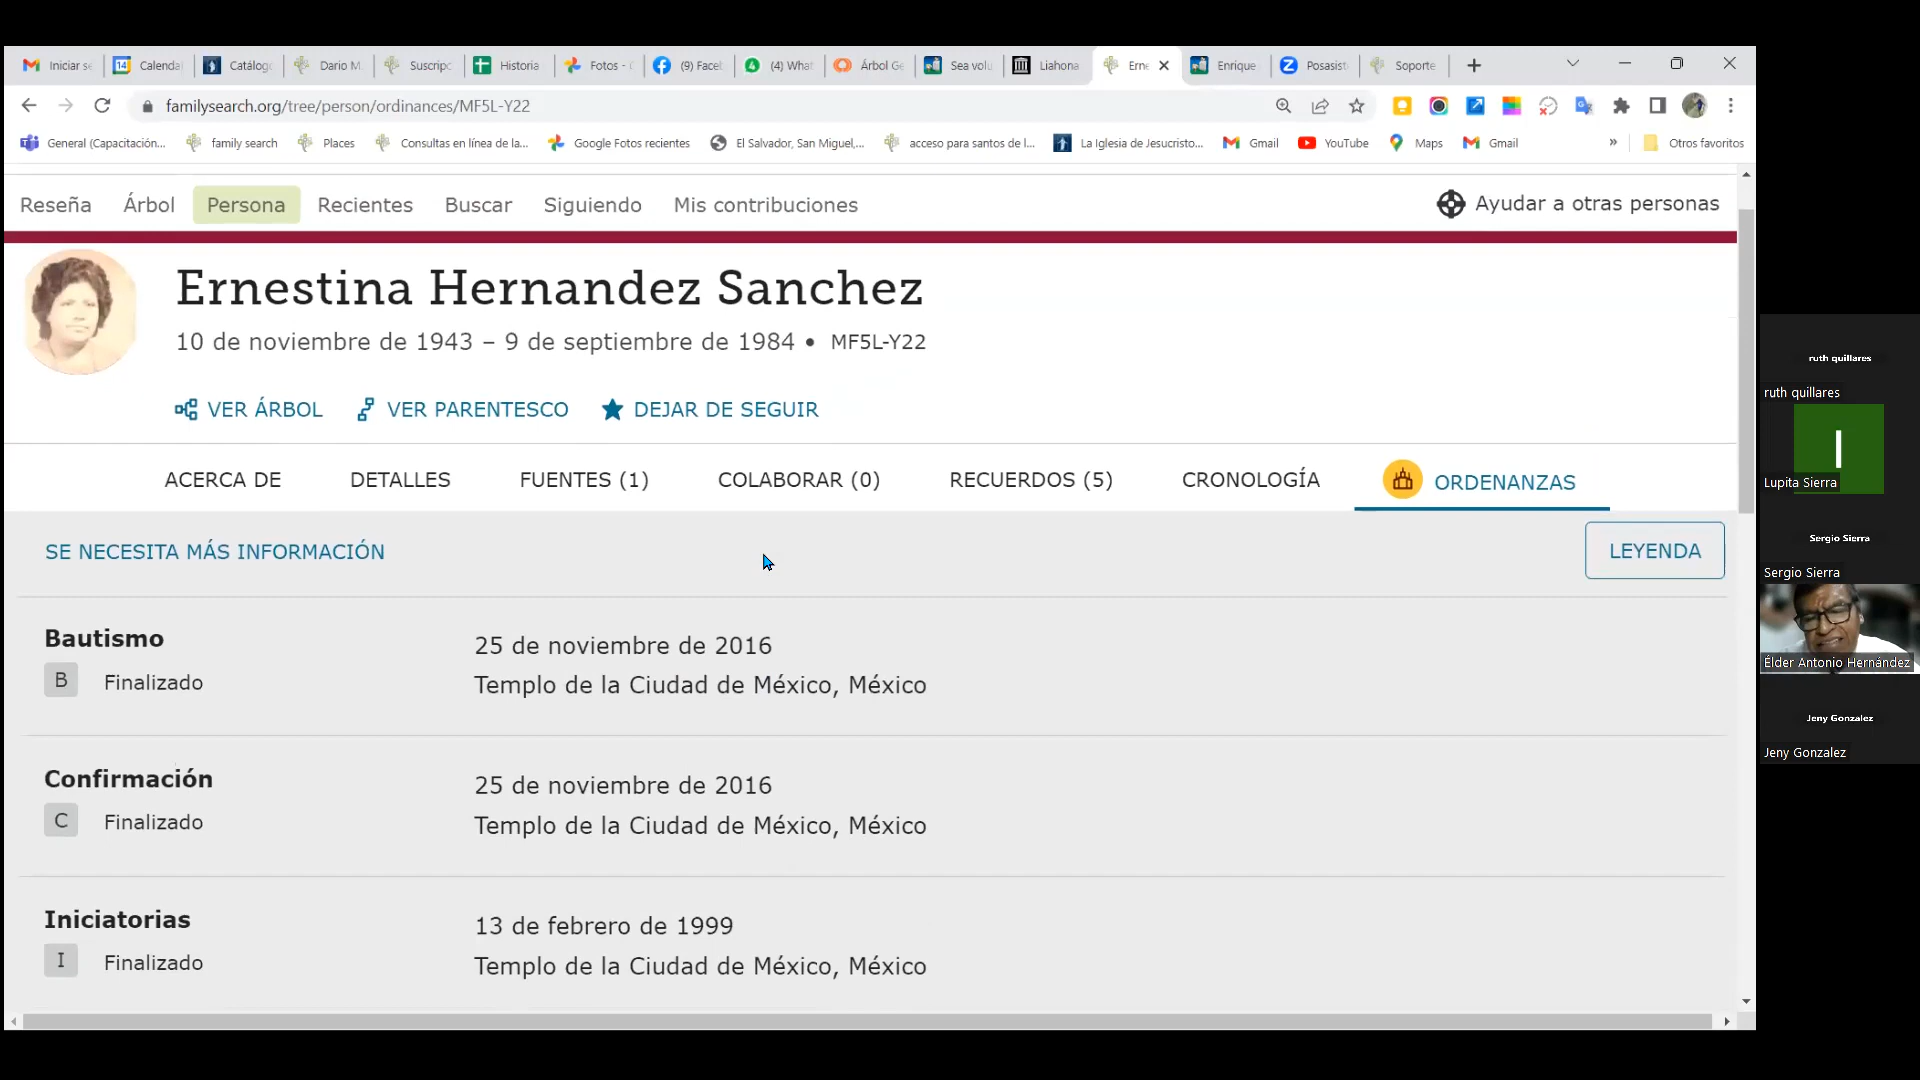 Iniciar se
Calenda
Catálogo
Dario M
Suscripc
Historia
Fotos -
(9) Face
(4) What
Árbol Ge
Sea volu
Liahona
Erne
Enrique
Posasist
Soporte
familysearch.org/tree/person/ordinances/MF5L-Y22
General (Capacitación...
family search
Places
Consultas en línea de la...
Google Fotos recientes
El Salvador, San Miguel,...
acceso para santos de l...
La Iglesia de Jesucristo...
Gmail
YouTube
Maps
Gmail
»
Otros favoritos
Reseña
Árbol
Persona
Recientes
Buscar
Siguiendo
Mis contribuciones
Ayudar a otras personas
Ernestina Hernandez Sanchez
10 de noviembre de 1943 – 9 de septiembre de 1984 • MF5L-Y22
VER ÁRBOL
VER PARENTESCO
DEJAR DE SEGUIR
ACERCA DE
DETALLES
FUENTES (1)
COLABORAR (0)
RECUERDOS (5)
CRONOLOGÍA
ORDENANZAS
SE NECESITA MÁS INFORMACIÓN
LEYENDA
Bautismo
25 de noviembre de 2016
B Finalizado
Templo de la Ciudad de México, México
Confirmación
25 de noviembre de 2016
C Finalizado
Templo de la Ciudad de México, México
Iniciatorias
13 de febrero de 1999
I Finalizado
Templo de la Ciudad de México, México
ruth quillares
ruth quillares
I
Lupita Sierra
Sergio Sierra
Sergio Sierra
Élder Antonio Hernández
Jeny Gonzalez
Jeny Gonzalez